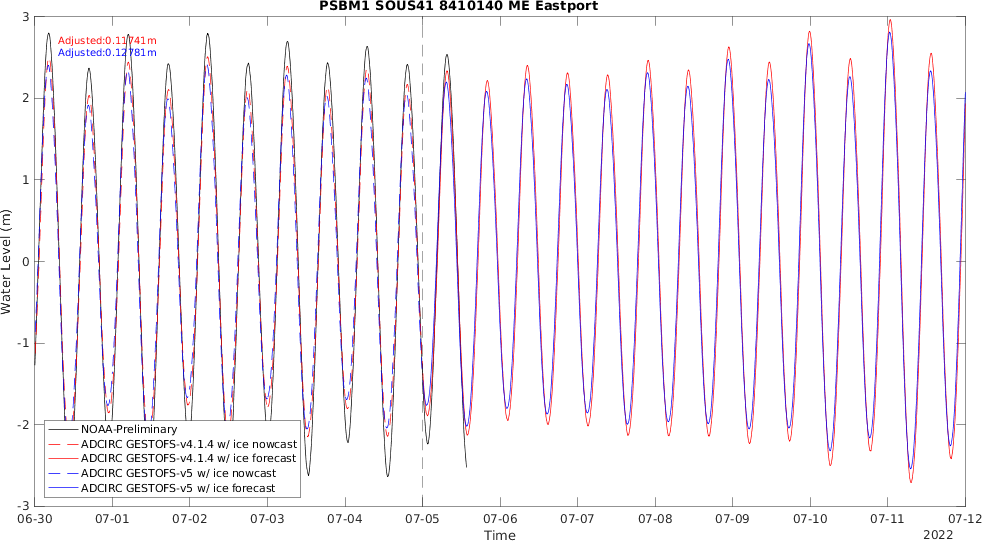 PSBM1 SOUS41 8410140 ME Eastport
Adjusted:0.11741m
Adjusted:0.12781m
Water Level (m)
3
2
1
0
-1
-2
-3
NOAA-Preliminary
ADCIRC GESTOFS-v4.1.4 w/ ice nowcast
ADCIRC GESTOFS-v4.1.4 w/ ice forecast
ADCIRC GESTOFS-v5 w/ ice nowcast
ADCIRC GESTOFS-v5 w/ ice forecast
06-30 07-01 07-02 07-03 07-04 07-05 07-06 07-07 07-08 07-09 07-10 07-11 07-12
Time
2022